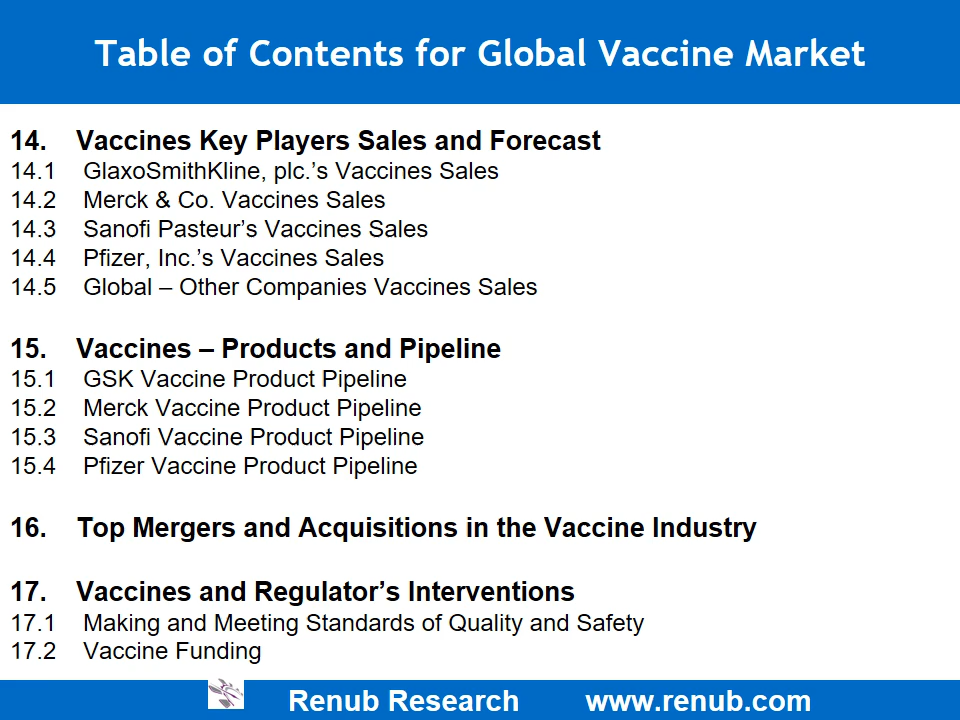 Table of Contents for Global Vaccine Market
14. Vaccines Key Players Sales and Forecast
14.1 GlaxoSmithKline, plc.’s Vaccines Sales
14.2 Merck & Co. Vaccines Sales
14.3 Sanofi Pasteur’s Vaccines Sales
14.4 Pfizer, Inc.’s Vaccines Sales
14.5 Global – Other Companies Vaccines Sales
15. Vaccines – Products and Pipeline
15.1 GSK Vaccine Product Pipeline
15.2 Merck Vaccine Product Pipeline
15.3 Sanofi Vaccine Product Pipeline
15.4 Pfizer Vaccine Product Pipeline
16. Top Mergers and Acquisitions in the Vaccine Industry
17. Vaccines and Regulator’s Interventions
17.1 Making and Meeting Standards of Quality and Safety
17.2 Vaccine Funding
Renub Research www.renub.com